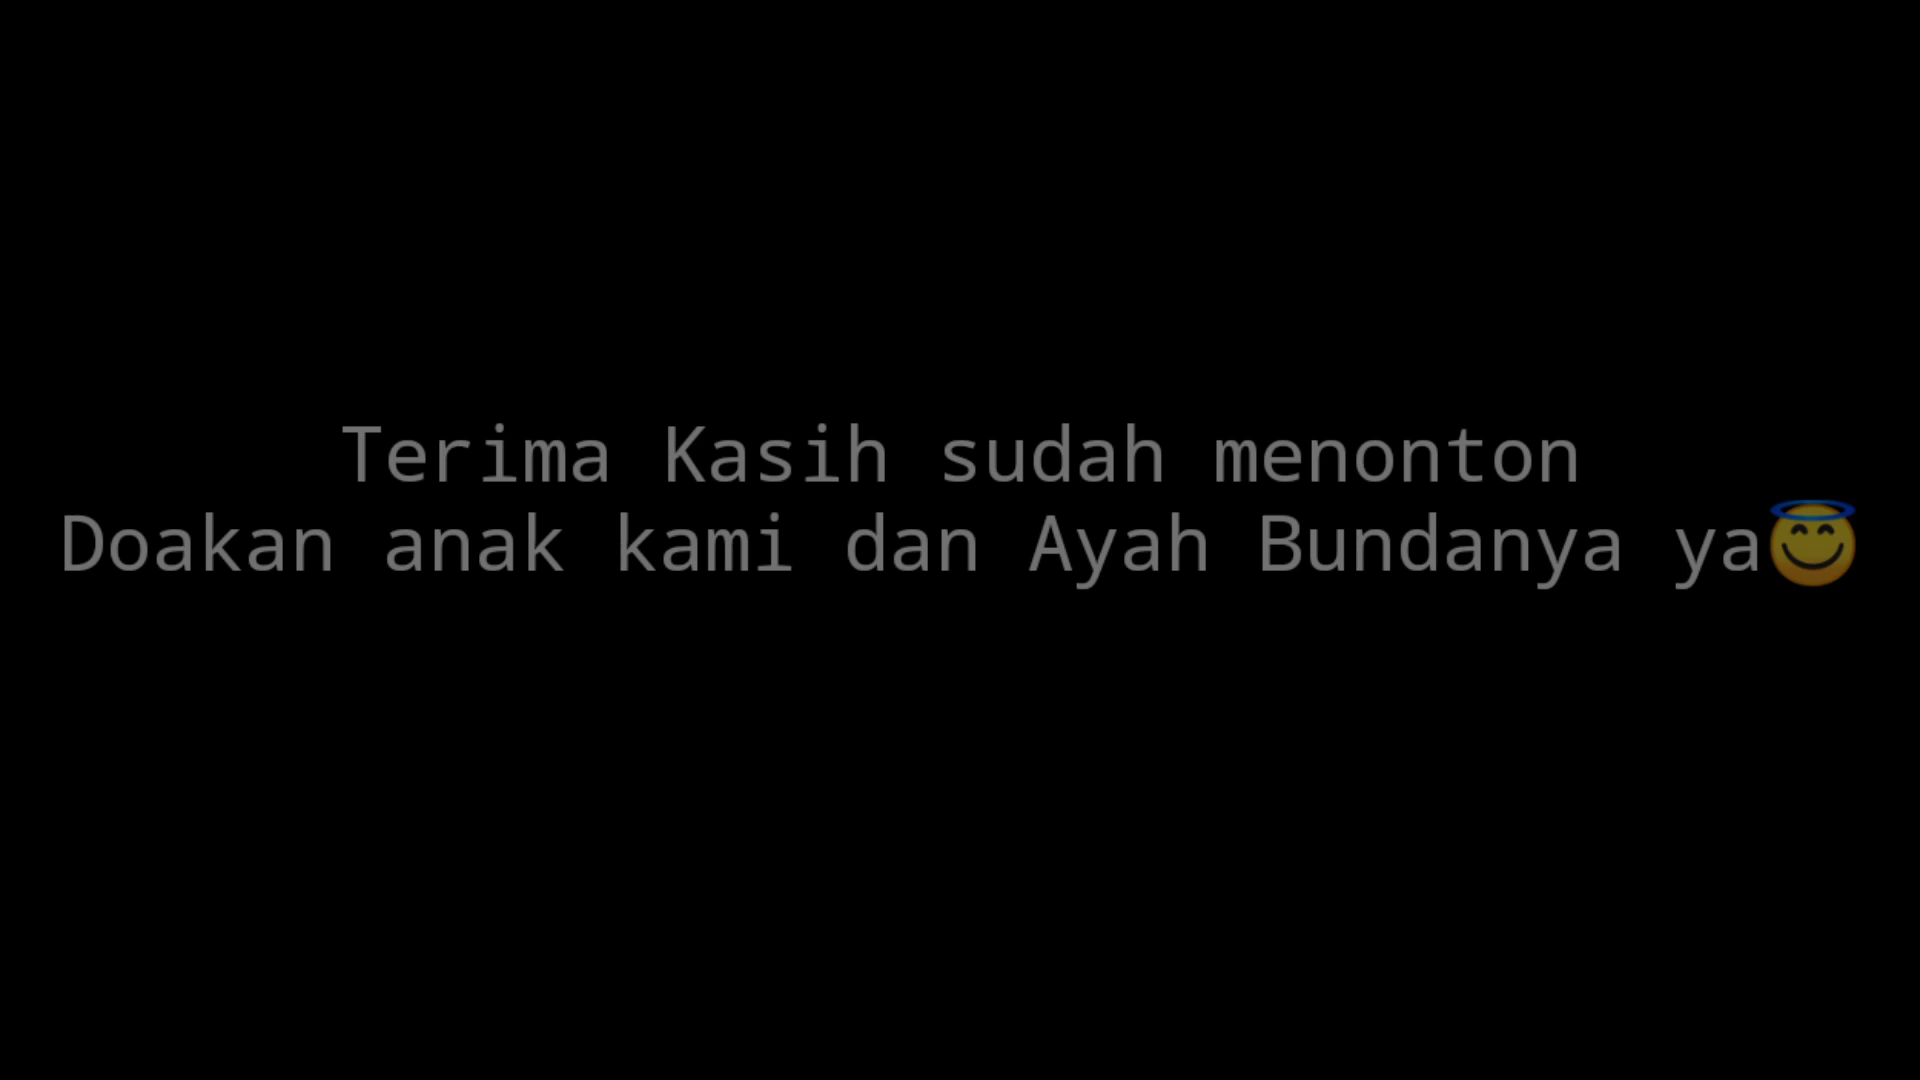 Terima Kasih sudah menonton
Doakan anak kami dan Ayah Bundanya ya😇